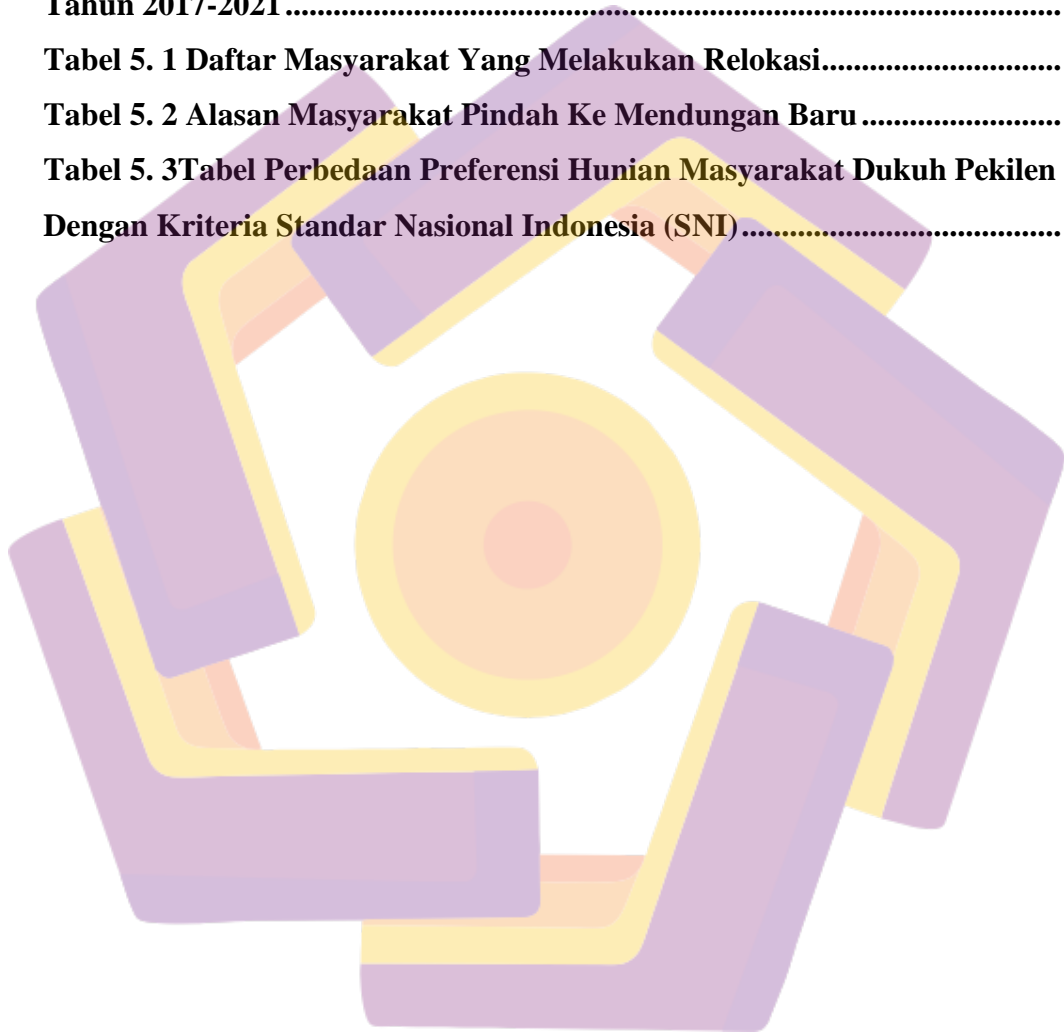 Tahun 2017-2021................................................................................................
Tabel 5. 1 Daftar Masyarakat Yang Melakukan Relokasi..............................
Tabel 5. 2 Alasan Masyarakat Pindah Ke Mendungan Baru.........................
Tabel 5. 3Tabel Perbedaan Preferensi Hunian Masyarakat Dukuh Pekilen
Dengan Kriteria Standar Nasional Indonesia (SNI)........................................